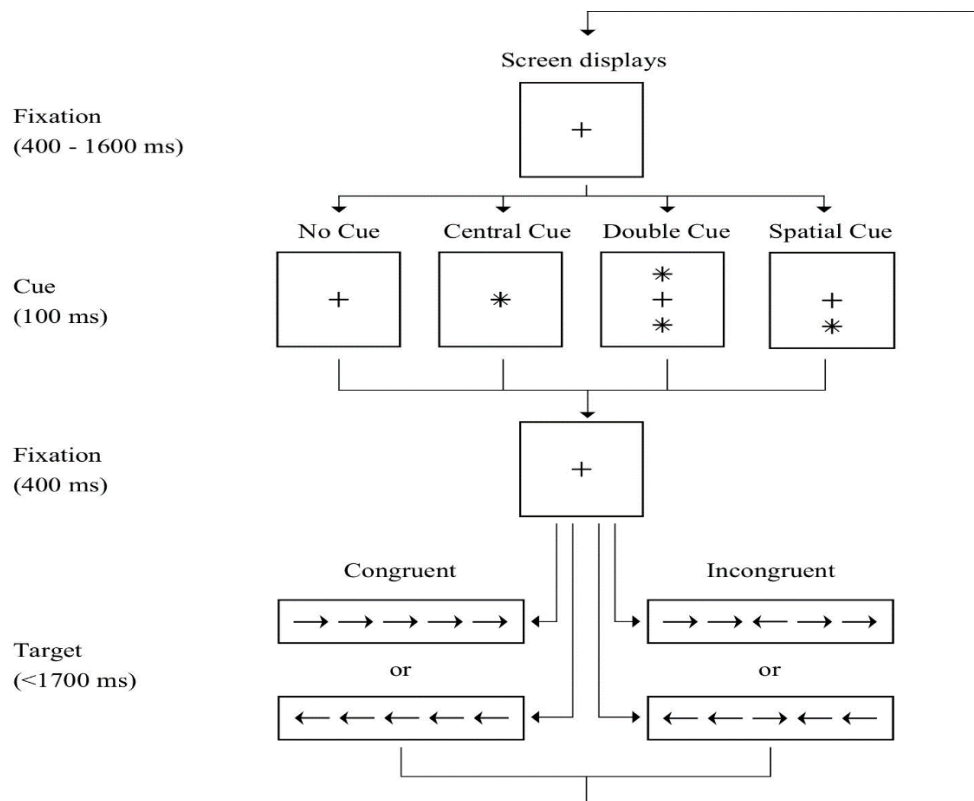 Screen displays
Fixation
(400 - 1600 ms)
No Cue
Central Cue
Double Cue
Spatial Cue
Cue
(100 ms)
Fixation
(400 ms)
Congruent
Incongruent
Target
(<1700 ms)
or
or